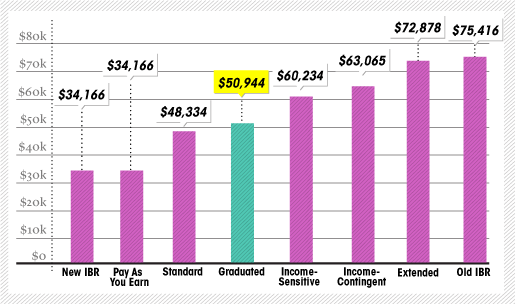 $80k
$70k
$60k
$50k
$40k
$30k
$20k
$10k
$0
$34,166
$34,166
$48,334
$50,944
$60,234
$63,065
$72,878
$75,416
New IBR
Pay As
You Earn
Standard
Graduated
Income-
Sensitive
Income-
Contingent
Extended
Old IBR